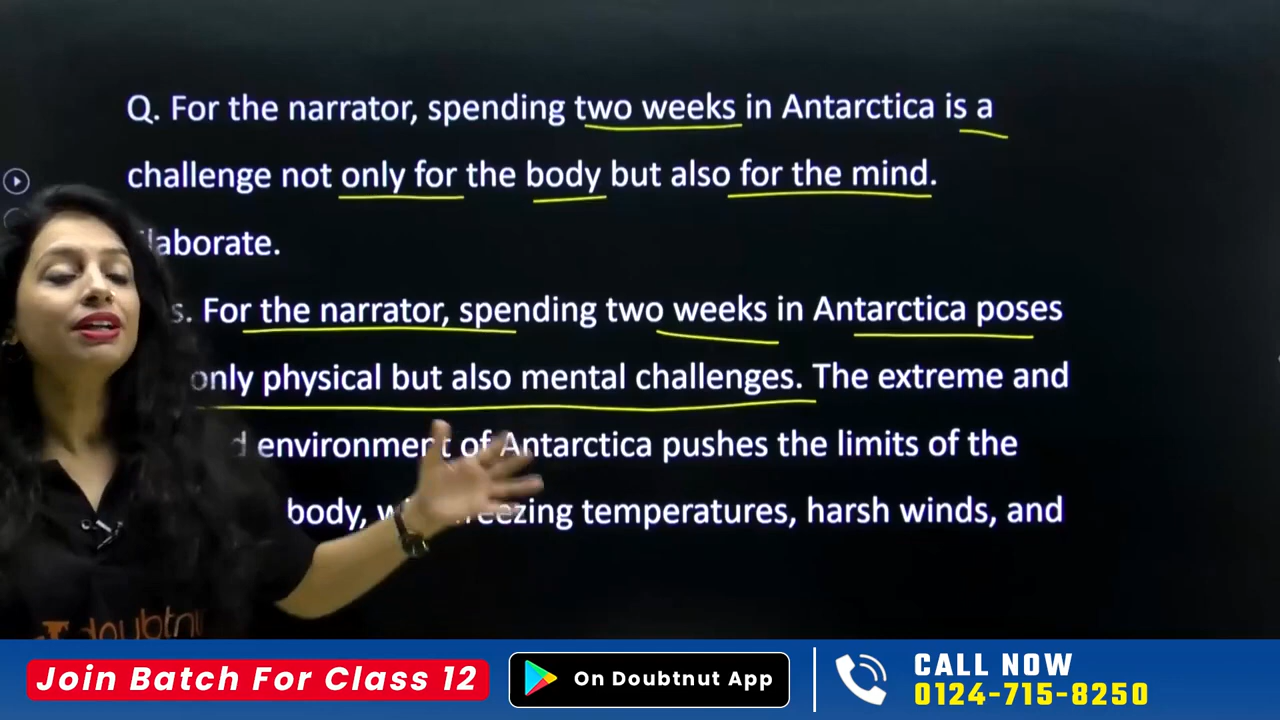 Q. For the narrator, spending two weeks in Antarctica is a
challenge not only for the body but also for the mind.
laborate.
s. For the narrator, spending two weeks in Antarctica poses
only physical but also mental challenges. The extreme and
d environment of Antarctica pushes the limits of the
body, temperatures, harsh winds, and
doubtnu
Join Batch For Class 12
On Doubtnut App
CALL NOW
0124-715-8250